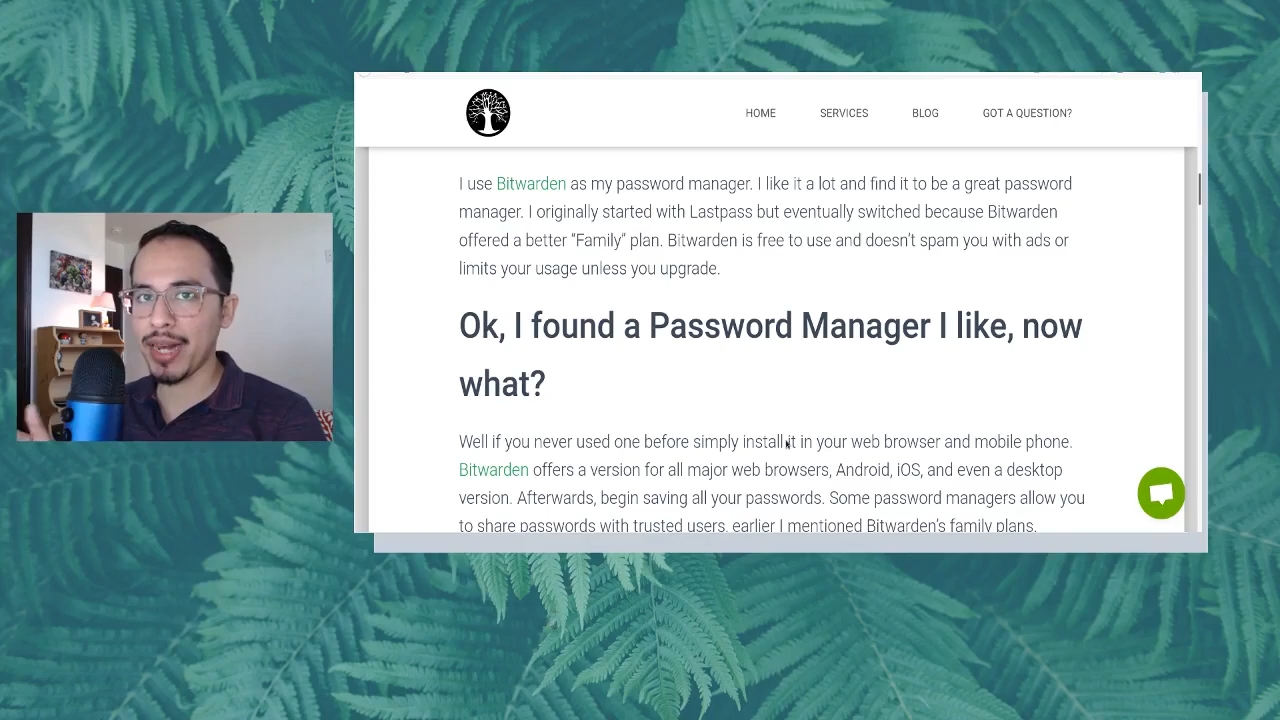 HOME SERVICES BLOG GOT A QUESTION?
I use Bitwarden as my password manager. I like it a lot and find it to be a great password
manager. I originally started with Lastpass but eventually switched because Bitwarden
offered a better “Family” plan. Bitwarden is free to use and doesn’t spam you with ads or
limits your usage unless you upgrade.
Ok, I found a Password Manager I like, now
what?
Well if you never used one before simply install it in your web browser and mobile phone.
Bitwarden offers a version for all major web browsers, Android, iOS, and even a desktop
version. Afterwards, begin saving all your passwords. Some password managers allow you
to share passwords with trusted users, earlier I mentioned Bitwarden’s family plans.